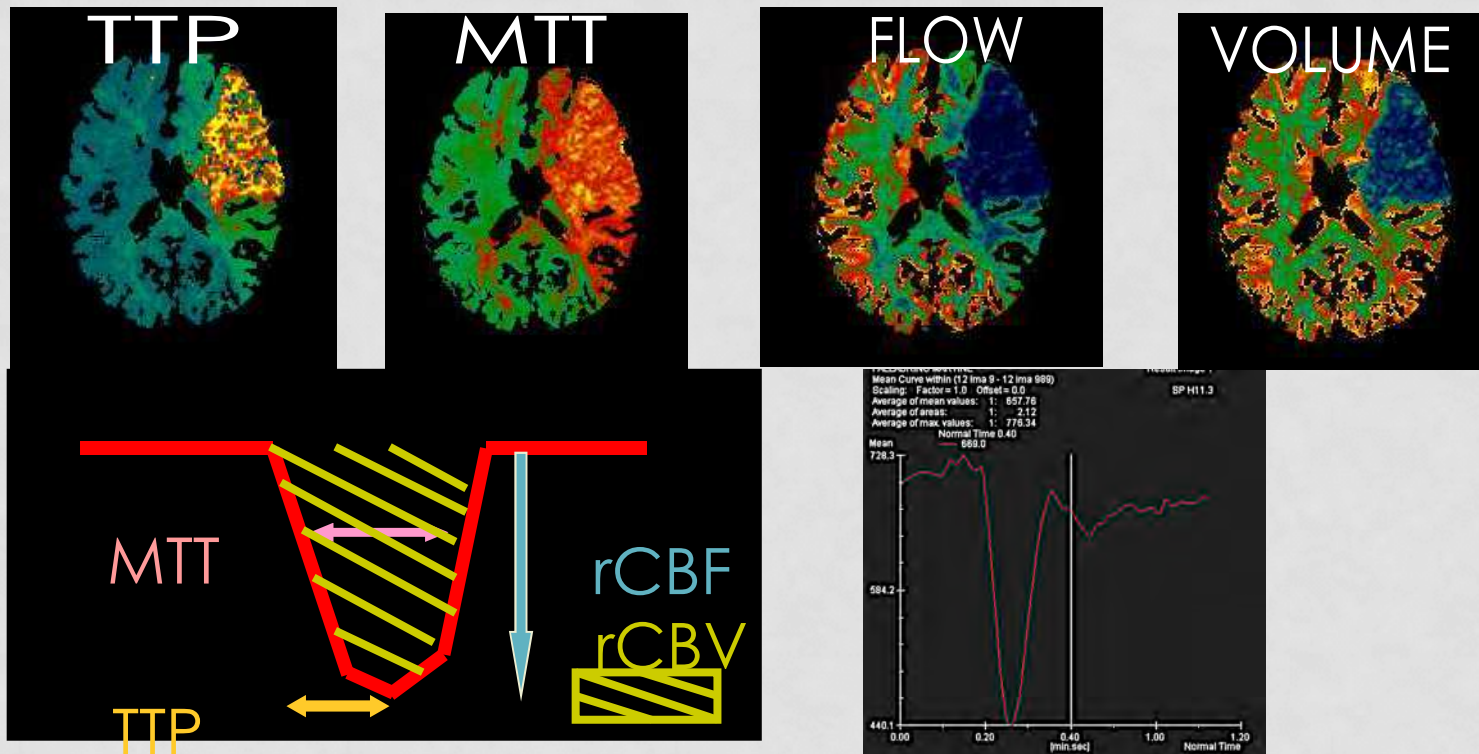 TTP
MTT
FLOW
VOLUME
MTT
rCBF
rCBV
TTP
Mean Curve within (12 ima 9 - 12 ima 989)
Scaling: Factor = 1.0 Offset = 0.0
SP H11.3
Average of mean values: 1: 657.76
Average of areas: 1: 2.12
Average of max. values: 1: 776.34
Normal Time 0.40
Mean 669.0
728.3
584.2
440.1
0.00 0.20 0.40 1.00 1.20
[min.sec] Normal Time